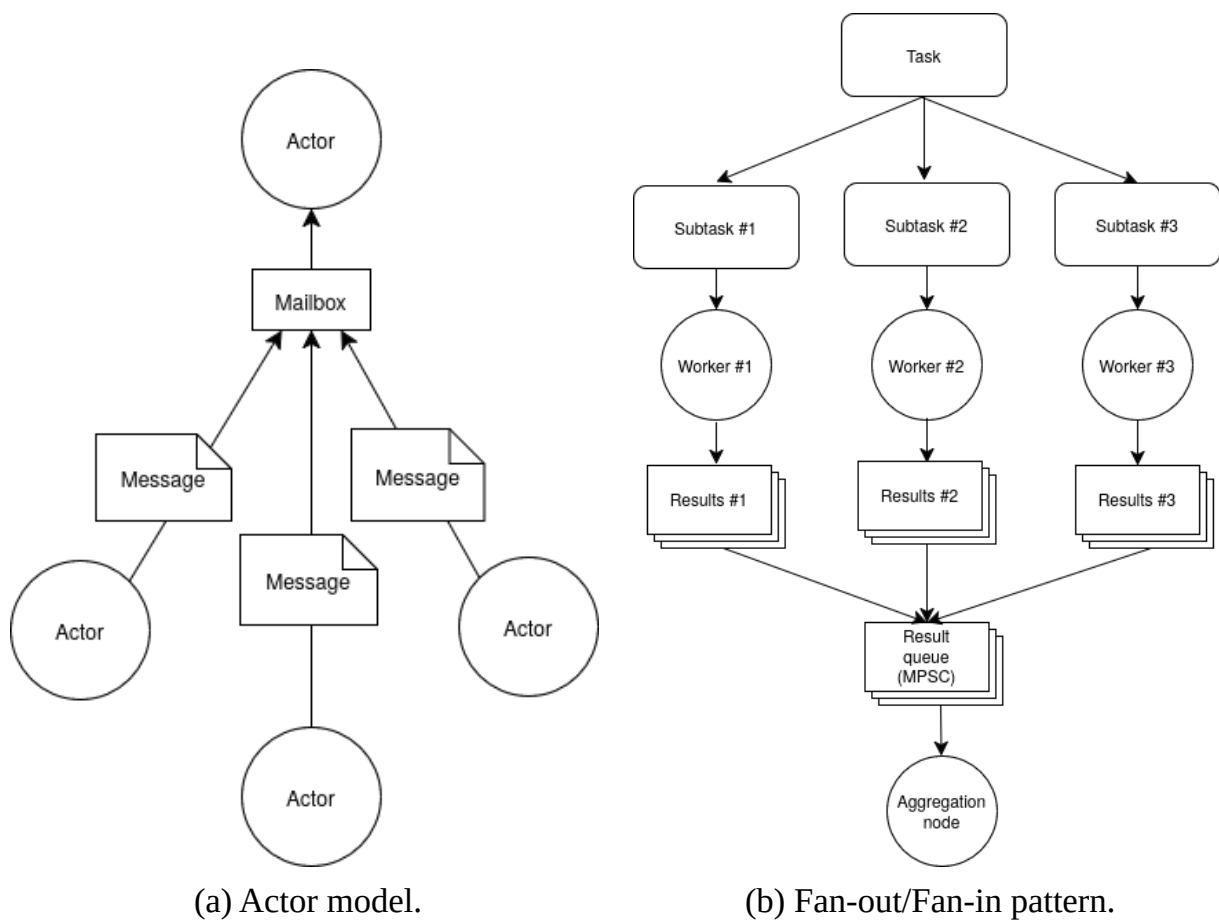 Actor
Mailbox
Message
Message
Message
Actor
Actor
Actor
(a) Actor model.
Task
Subtask #1
Subtask #2
Subtask #3
Worker #1
Worker #2
Worker #3
Results #1
Results #2
Results #3
Result
queue
(MPSC)
Aggregation
node
(b) Fan-out/Fan-in pattern.